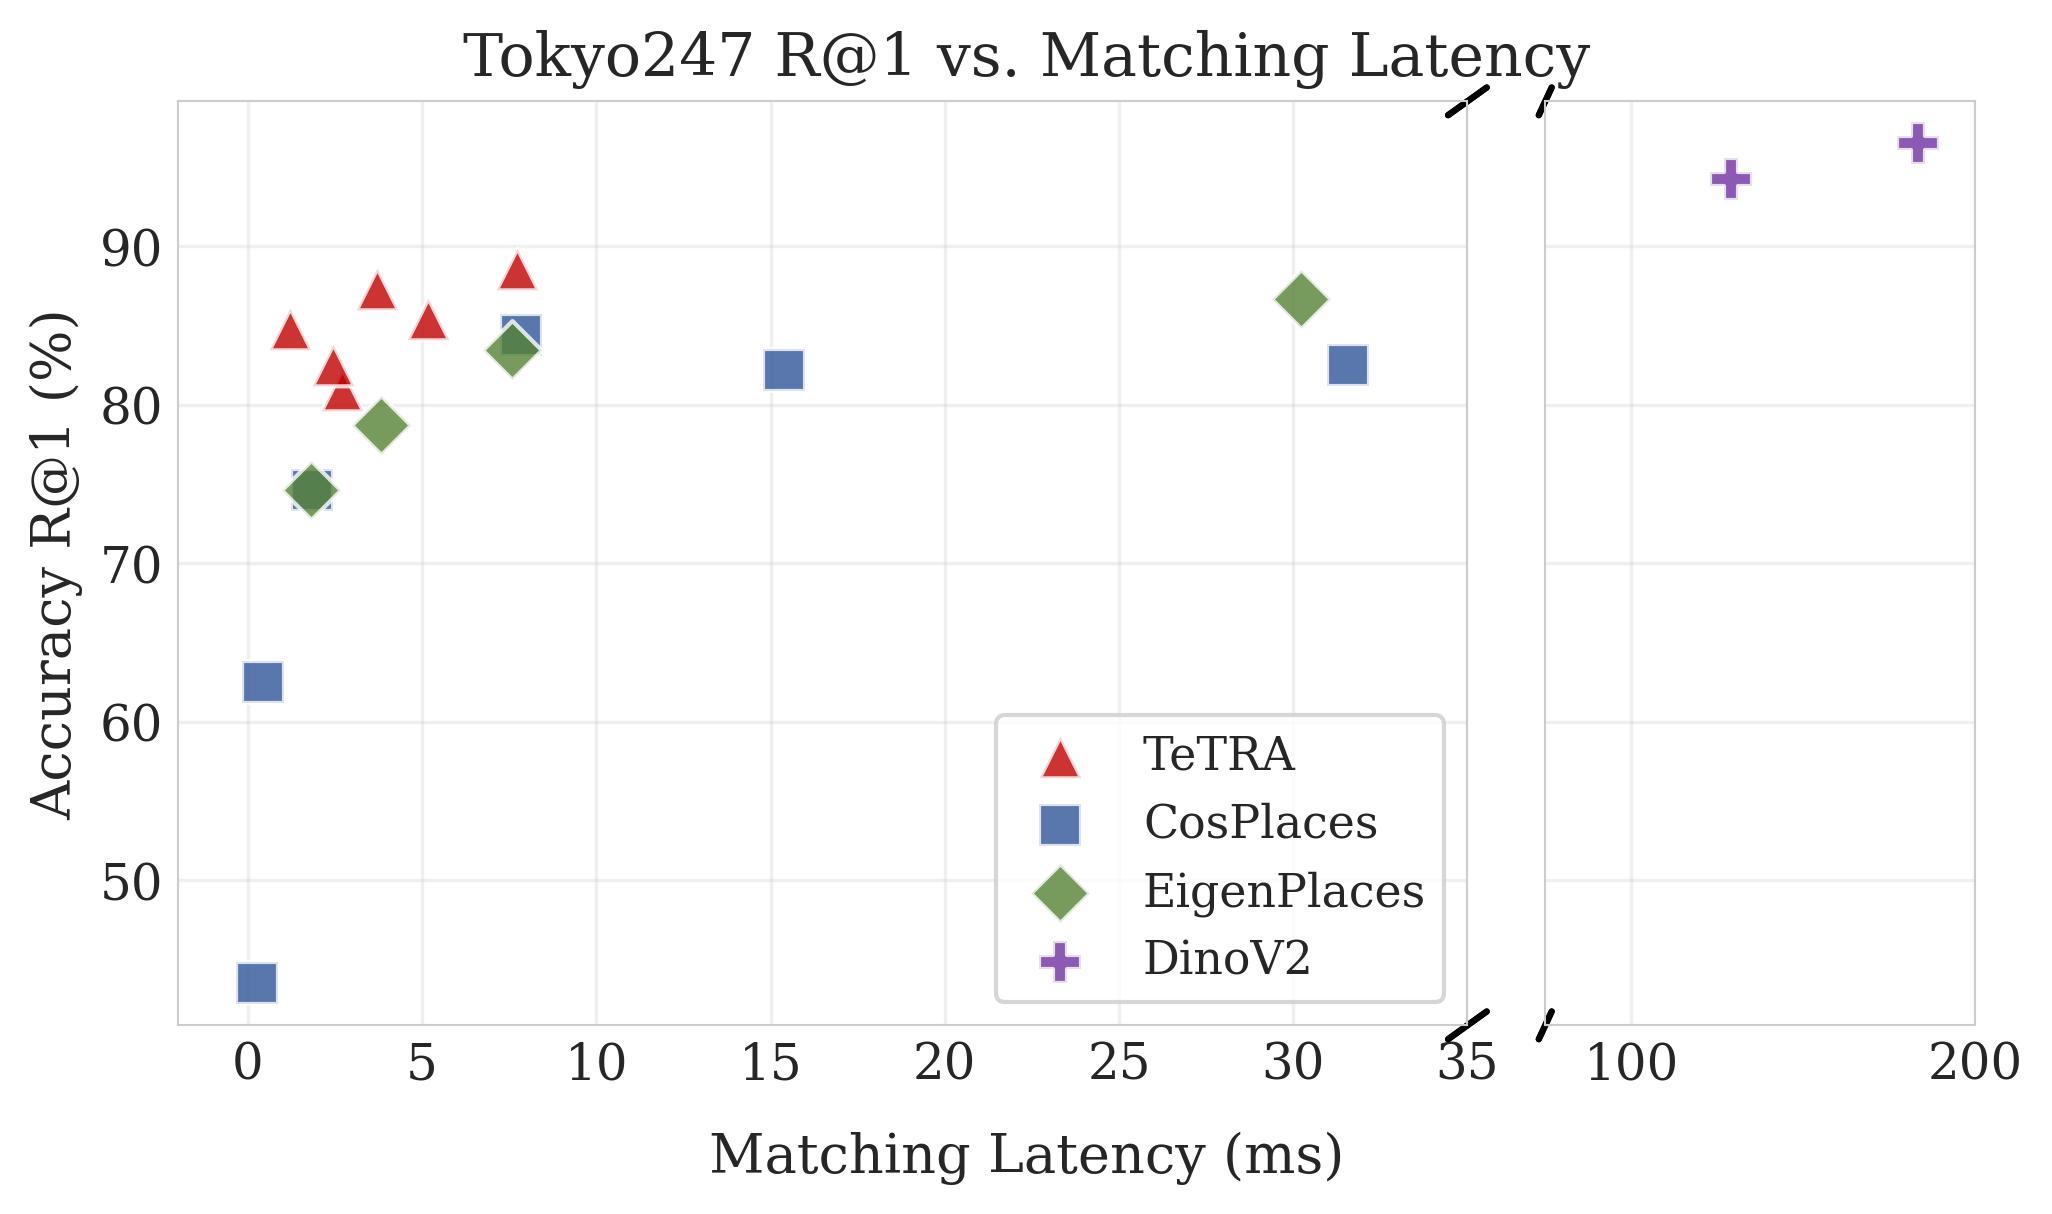 Tokyo247 R@1 vs. Matching Latency
Accuracy R@1 (%)
90
80
70
60
50
TeTRA
CosPlaces
EigenPlaces
DinoV2
0 5 10 15 20 25 30 35 100 200
Matching Latency (ms)